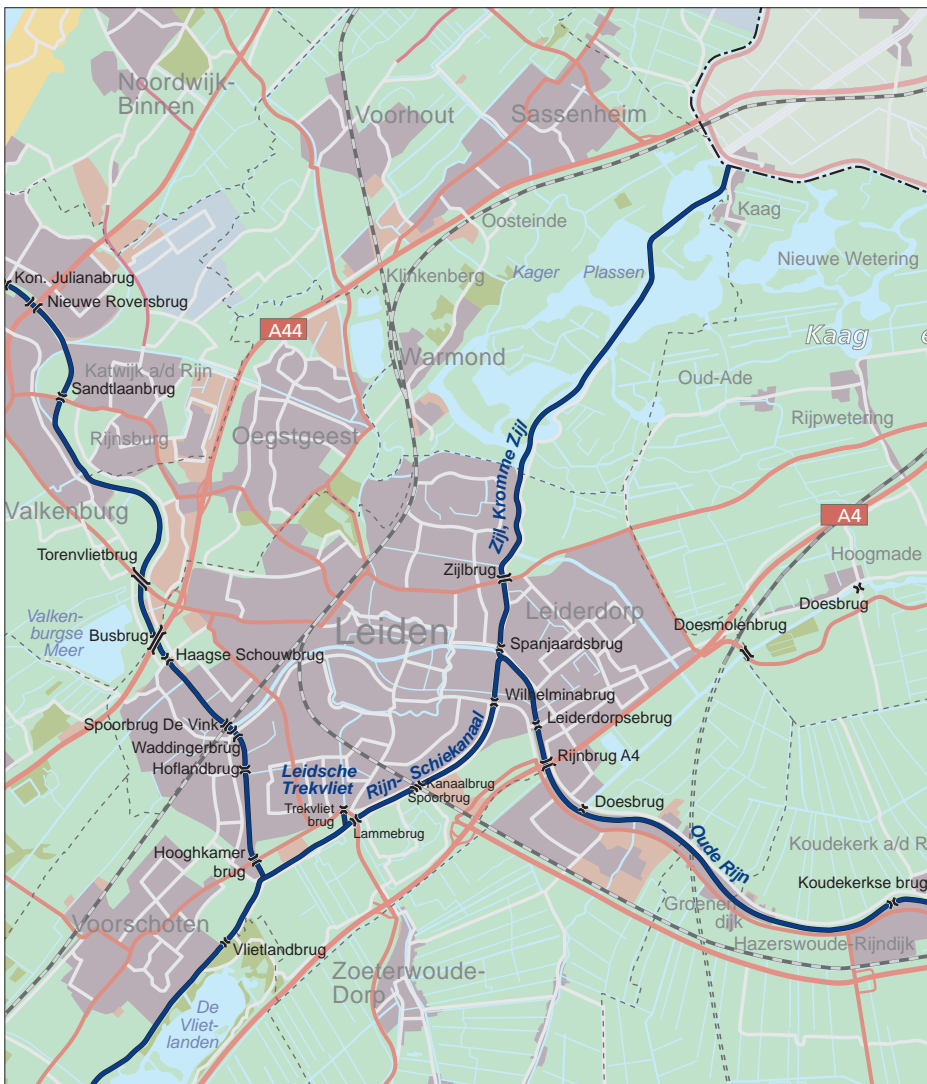 Noordwijk-
Binnen
Voorhout
Sassenheim
Oosteinde
Kaag
Klinkenberg
Kager Plassen
Nieuwe Wetering
Kon. Julianabrug
Nieuwe Roversbrug
A44
Kaag e
Warmond
Katwijk a/d Rijn
Oud-Ade
Sandtlaanbrug
Rijpwetering
Rijnsburg
Oegstgeest
Zijl, Kromme Zijl
Valkenburg
A4
Torenvlietbrug
Zijlbrug
Hoogmade
Leiderdorp
Doesbrug
Valken-
burgse
Meer
Busbrug
Leiden
Doesmolenbrug
Spanjaardsbrug
Haagse Schouwbrug
Wilhelminabrug
Spoorbrug De Vink
Leiderdorpsebrug
Waddingerbrug
Rijn- Schiekanaal
Rijnbrug A4
Hoflandbrug
Leidsche
Trekvliet
Kanaalbrug
Spoorbrug
Doesbrug
Trekvliet
brug
Lammebrug
Oude Rijn
Koudekerk a/d R
Hooghkamer
brug
Koudekerkse brug
Groenen
dijk
Voorschoten
Vlietlandbrug
Hazerswoude-Rijndijk
Zoeterwoude-
Dorp
De
Vliet-
landen